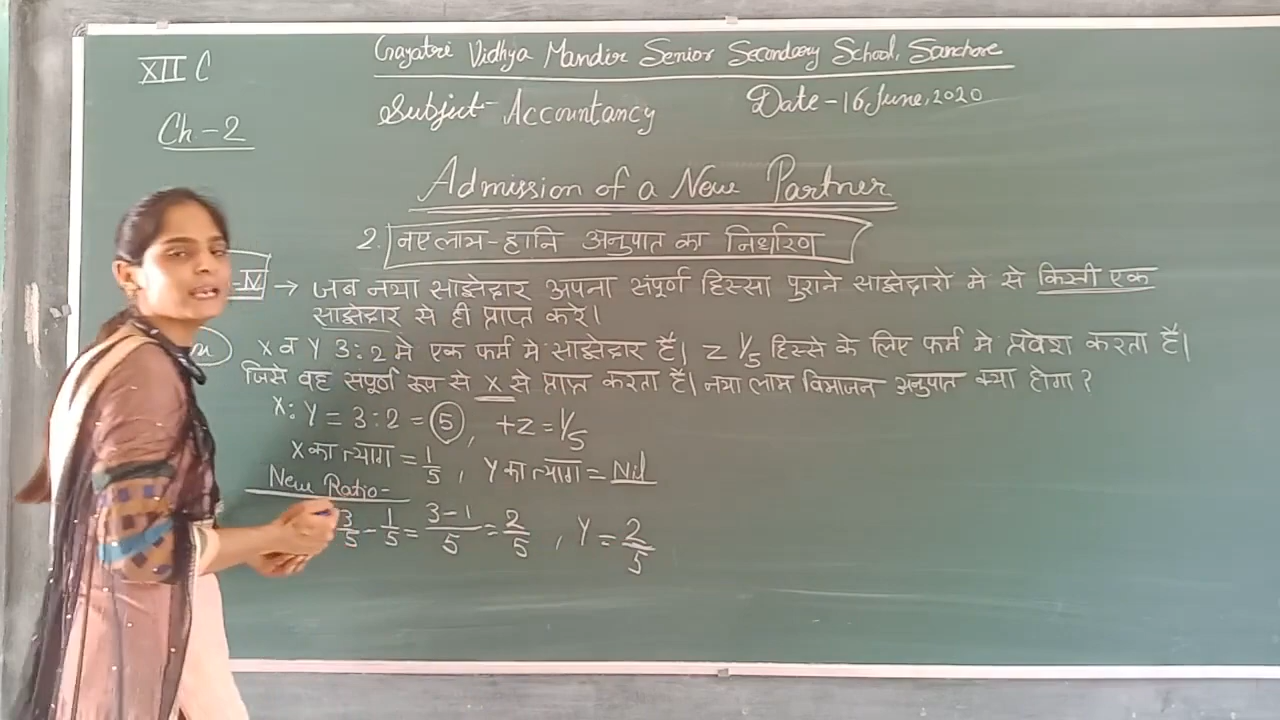 XII C
Gayatri Vidhya Mandir Senior Secondary School, Sanchore
Subject - Accountancy
Date - 16 June, 2020
Ch - 2
Admission of a New Partner
2. नए लाभ-हानि अनुपात का निर्धारण
IV → जब नया साझेदार अपना संपूर्ण हिस्सा पुराने साझेदारो मे से किसी एक
साझेदार से ही प्राप्त करे।
X व Y 3:2 मे एक फर्म मे साझेदार हैं। Z 1/5 हिस्से के लिए फर्म मे प्रवेश करता हैं।
जिसे वह संपूर्ण रूप से X से प्राप्त करता हैं। नया लाभ विभाजन अनुपात क्या होगा ?
X:Y = 3:2 = 5, +Z = 1/5
X का त्याग = 1/5, Y का त्याग = Nil
New Ratio-
3/5 - 1/5 = 3-1/5 = 2/5, Y = 2/5